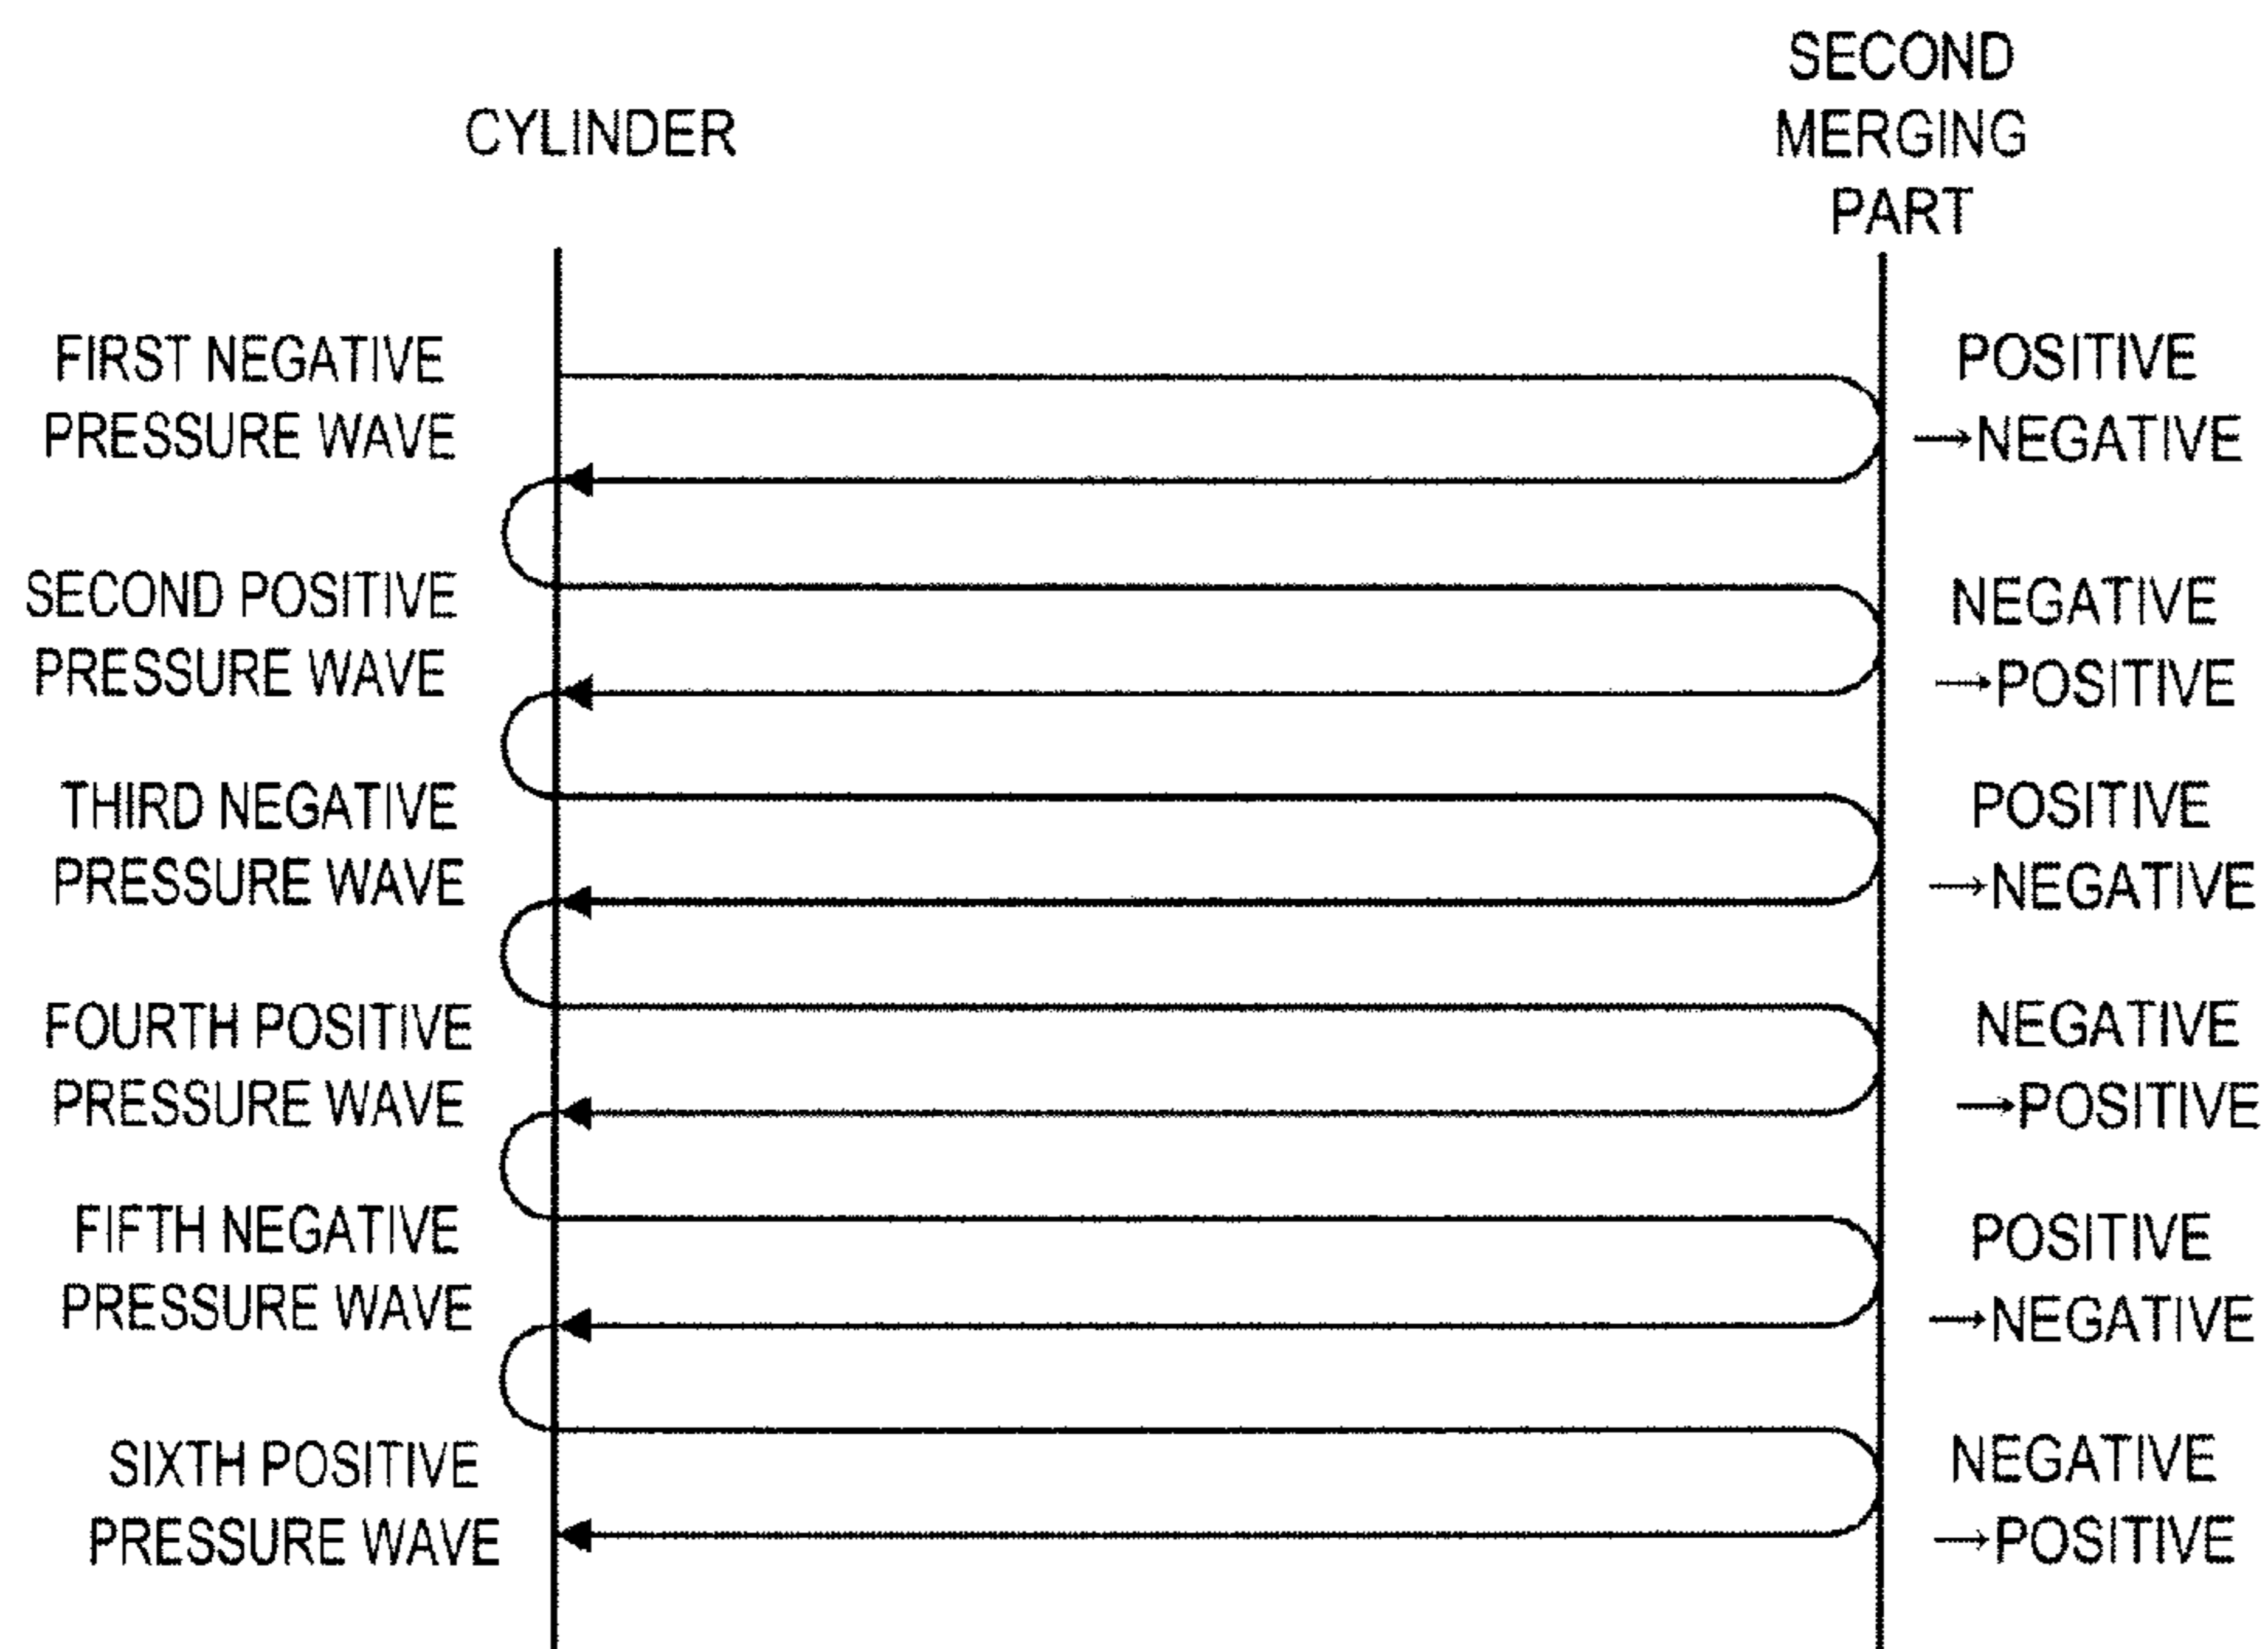 CYLINDER
SECOND
MERGING
PART
FIRST NEGATIVE
PRESSURE WAVE
POSITIVE
→NEGATIVE
SECOND POSITIVE
PRESSURE WAVE
NEGATIVE
→POSITIVE
THIRD NEGATIVE
PRESSURE WAVE
POSITIVE
→NEGATIVE
FOURTH POSITIVE
PRESSURE WAVE
NEGATIVE
→POSITIVE
FIFTH NEGATIVE
PRESSURE WAVE
POSITIVE
→NEGATIVE
SIXTH POSITIVE
PRESSURE WAVE
NEGATIVE
→POSITIVE